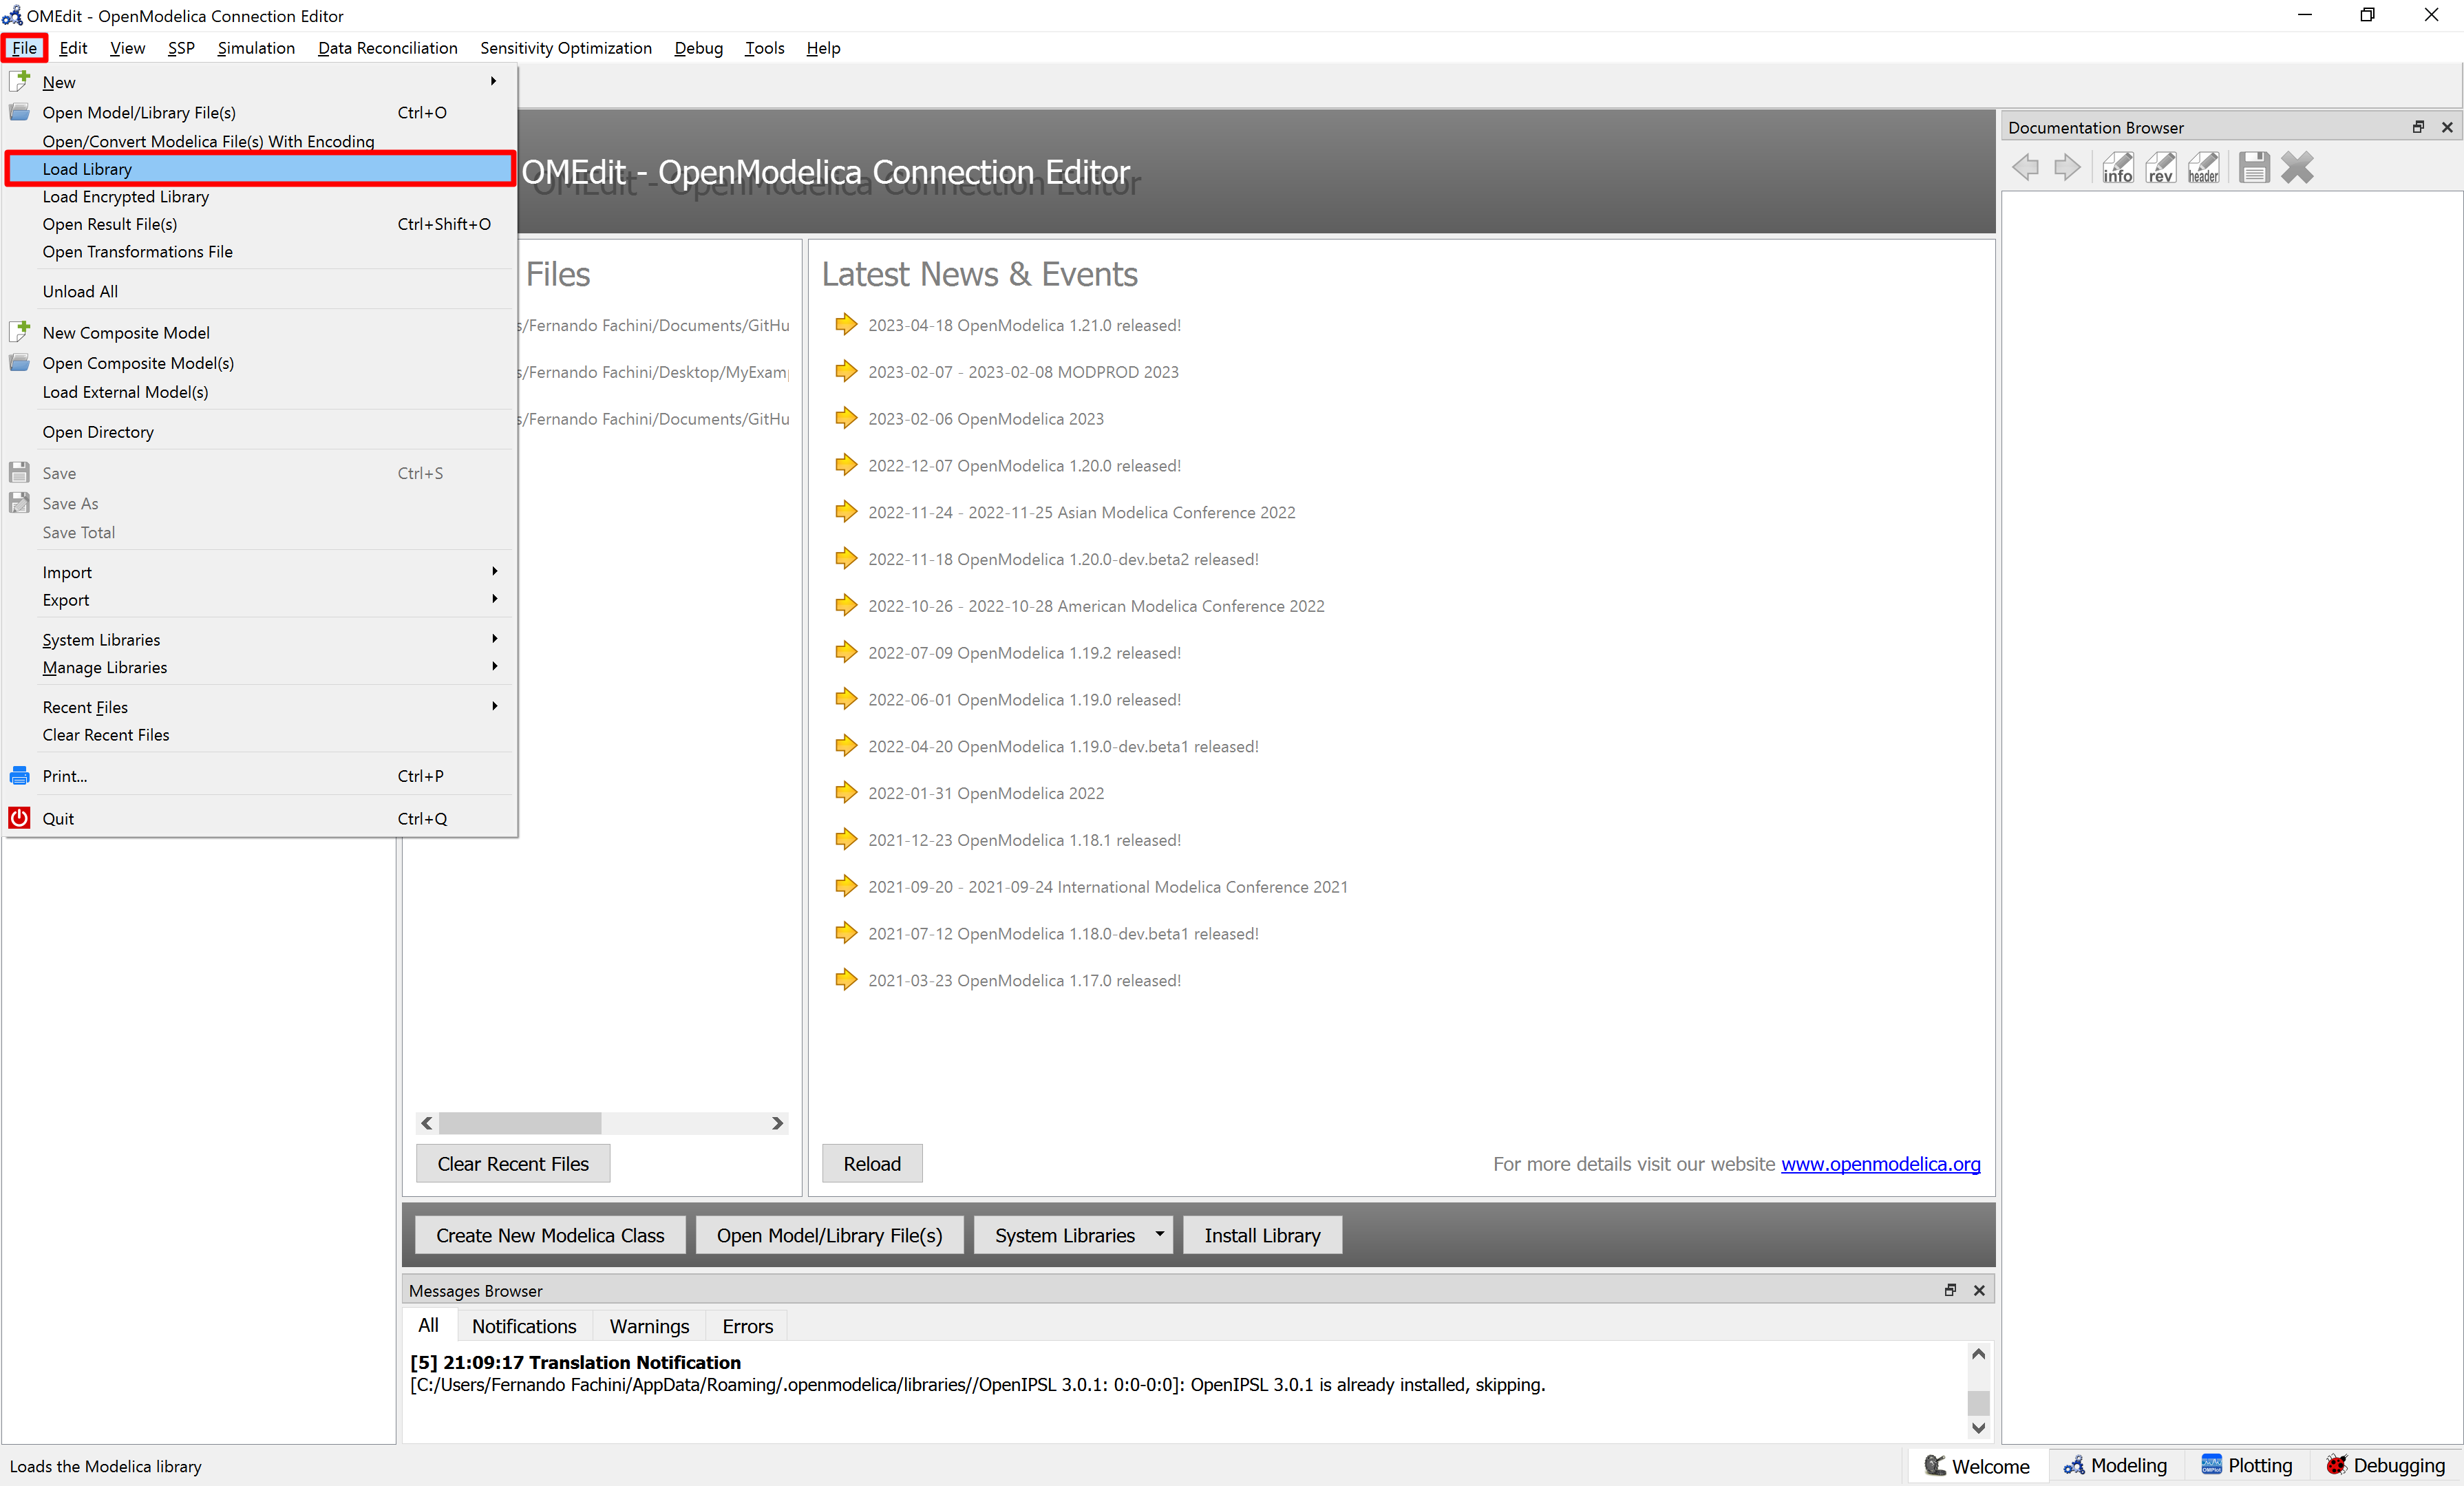 OMEdit - OpenModelica Connection Editor
File Edit View SSP Simulation Data Reconciliation Sensitivity Optimization Debug Tools Help
New
Open Model/Library File(s) Ctrl+O
Open/Convert Modelica File(s) With Encoding
Load Library
Load Encrypted Library
Open Result File(s) Ctrl+Shift+O
Open Transformations File
Unload All
New Composite Model
Open Composite Model(s)
Load External Model(s)
Open Directory
Save Ctrl+S
Save As
Save Total
Import
Export
System Libraries
Manage Libraries
Recent Files
Clear Recent Files
Print... Ctrl+P
Quit Ctrl+Q
OMEdit - OpenModelica Connection Editor
Files
s/Fernando Fachini/Documents/GitHu
s/Fernando Fachini/Desktop/MyExam
s/Fernando Fachini/Documents/GitHu
Clear Recent Files
Latest News & Events
2023-04-18 OpenModelica 1.21.0 released!
2023-02-07 - 2023-02-08 MODPROD 2023
2023-02-06 OpenModelica 2023
2022-12-07 OpenModelica 1.20.0 released!
2022-11-24 - 2022-11-25 Asian Modelica Conference 2022
2022-11-18 OpenModelica 1.20.0-dev.beta2 released!
2022-10-26 - 2022-10-28 American Modelica Conference 2022
2022-07-09 OpenModelica 1.19.2 released!
2022-06-01 OpenModelica 1.19.0 released!
2022-04-20 OpenModelica 1.19.0-dev.beta1 released!
2022-01-31 OpenModelica 2022
2021-12-23 OpenModelica 1.18.1 released!
2021-09-20 - 2021-09-24 International Modelica Conference 2021
2021-07-12 OpenModelica 1.18.0-dev.beta1 released!
2021-03-23 OpenModelica 1.17.0 released!
Reload
For more details visit our website www.openmodelica.org
Create New Modelica Class Open Model/Library File(s) System Libraries Install Library
Messages Browser
All Notifications Warnings Errors
[5] 21:09:17 Translation Notification
[C:/Users/Fernando Fachini/AppData/Roaming/.openmodelica/libraries//OpenIPSL 3.0.1: 0:0-0:0]: OpenIPSL 3.0.1 is already installed, skipping.
Documentation Browser
info rev header
Loads the Modelica library
Welcome Modeling Plotting Debugging